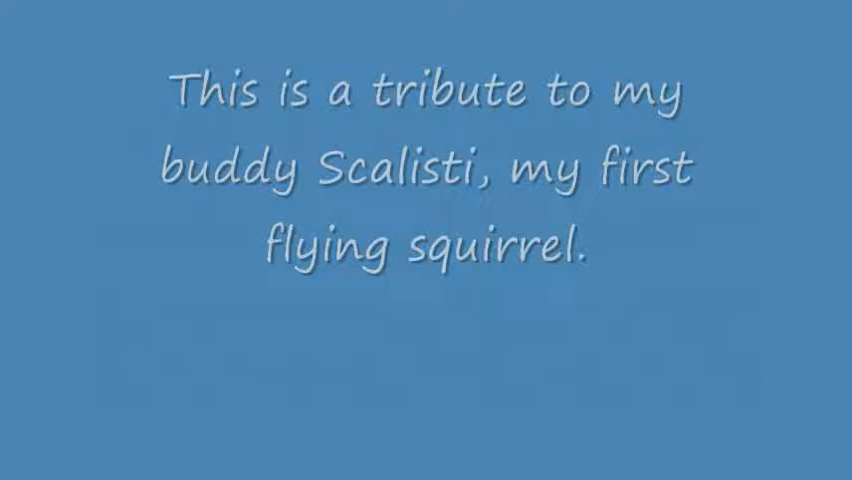 This is a tribute to my
buddy Scalisti, my first
flying squirrel.